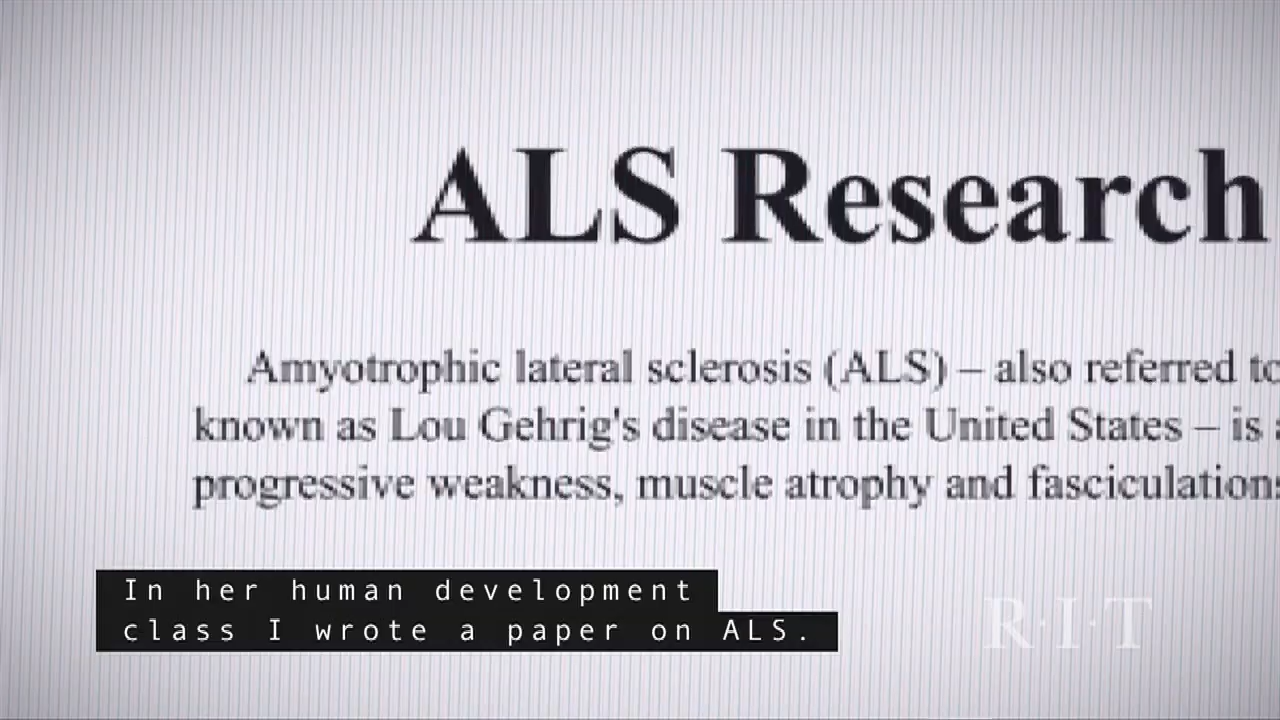 ALS Research
Amyotrophic lateral sclerosis (ALS) – also referred to
known as Lou Gehrig's disease in the United States – is a
progressive weakness, muscle atrophy and fasciculations
In her human development
class I wrote a paper on ALS.
R·I·T